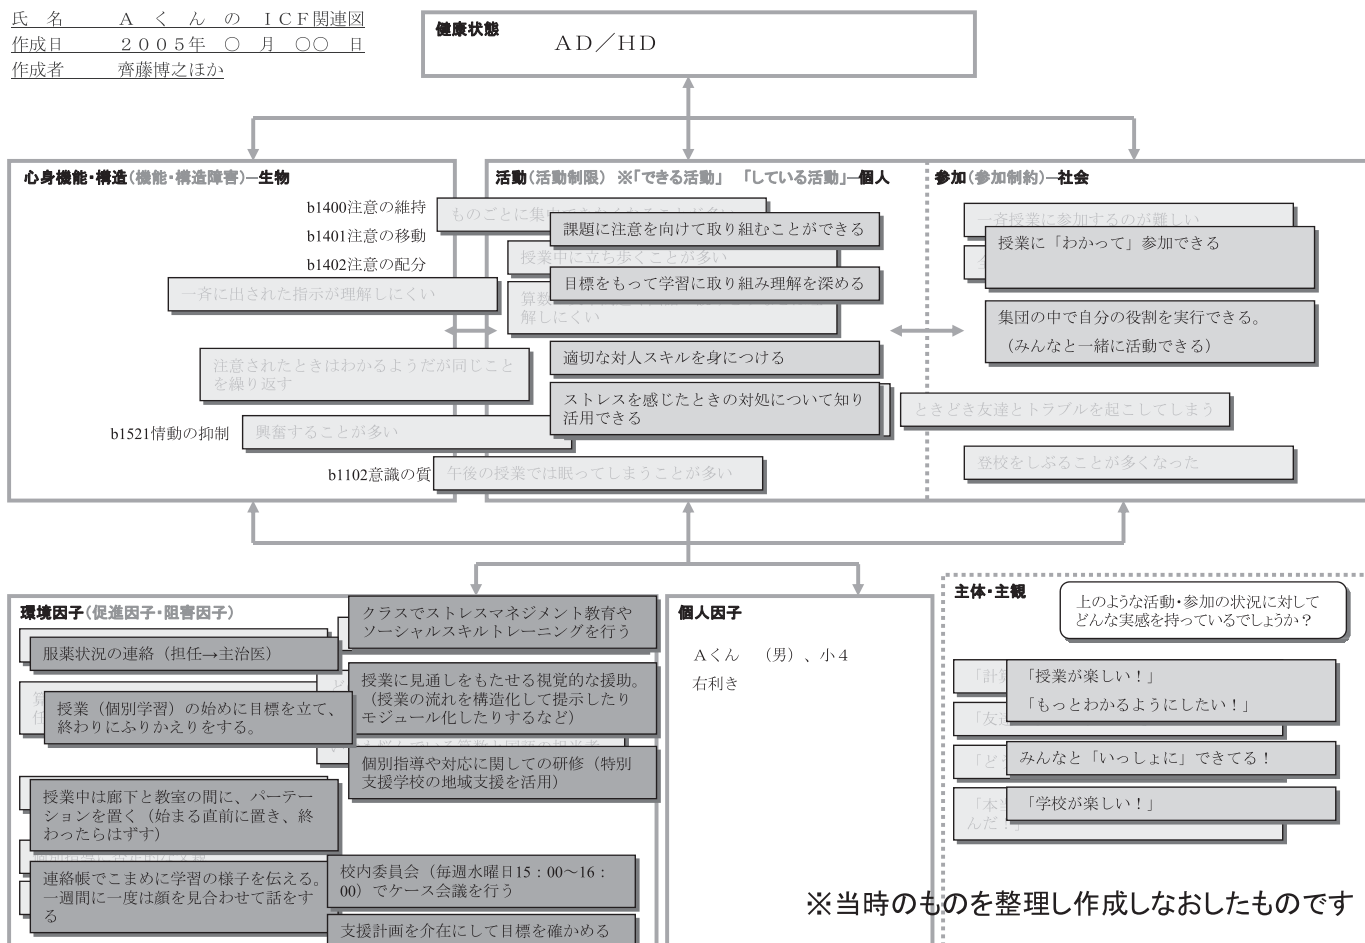 氏　名　　　Ａ　く　ん　の　ＩＣＦ関連図
作成日　　　２００５年　○　月　○○　日
作成者　　　齊藤博之ほか
健康状態
ＡＤ／ＨＤ
心身機能・構造（機能・構造障害）―生物
b1400注意の維持
b1401注意の移動
b1402注意の配分
一斉に出された指示が理解しにくい
注意されたときはわかるようだが同じこと
を繰り返す
b1521情動の抑制
興奮することが多い
b1102意識の質
午後の授業では眠ってしまうことが多い
活動（活動制限）　※「できる活動」　「している活動」―個人
ものごとに集
課題に注意を向けて取り組むことができる
授業中に立ち歩くことが多い
目標をもって学習に取り組み理解を深める
算数
解しにくい
適切な対人スキルを身につける
ストレスを感じたときの対処について知り
活用できる
参加（参加制約）―社会
一斉授業に参加するのが難しい
授業に「わかって」参加できる
集団の中で自分の役割を実行できる。
（みんなと一緒に活動できる）
ときどき友達とトラブルを起こしてしまう
登校をしぶることが多くなった
環境因子（促進因子・阻害因子）
服薬状況の連絡（担任→主治医）
授業（個別学習）の始めに目標を立て、
終わりにふりかえりをする。
授業中は廊下と教室の間に、パーテー
ションを置く（始まる直前に置き、終
わったらはずす）
連絡帳でこまめに学習の様子を伝える。
一週間に一度は顔を見合わせて話をす
る
クラスでストレスマネジメント教育や
ソーシャルスキルトレーニングを行う
授業に見通しをもたせる視覚的な援助。
（授業の流れを構造化して提示したり
モジュール化したりするなど）
個別指導や対応に関しての研修（特別
支援学校の地域支援を活用）
校内委員会（毎週水曜日15：00～16：
00）でケース会議を行う
支援計画を介在にして目標を確かめる
個人因子
Ａくん　（男）、小４
右利き
主体・主観
上のような活動・参加の状況に対して
どんな実感を持っているでしょうか？
「計
「授業が楽しい！」
「もっとわかるようにしたい！」
「友
「ど
みんなと「いっしょに」できてる！
「本
んだ！」
「学校が楽しい！」
※当時のものを整理し作成しなおしたものです